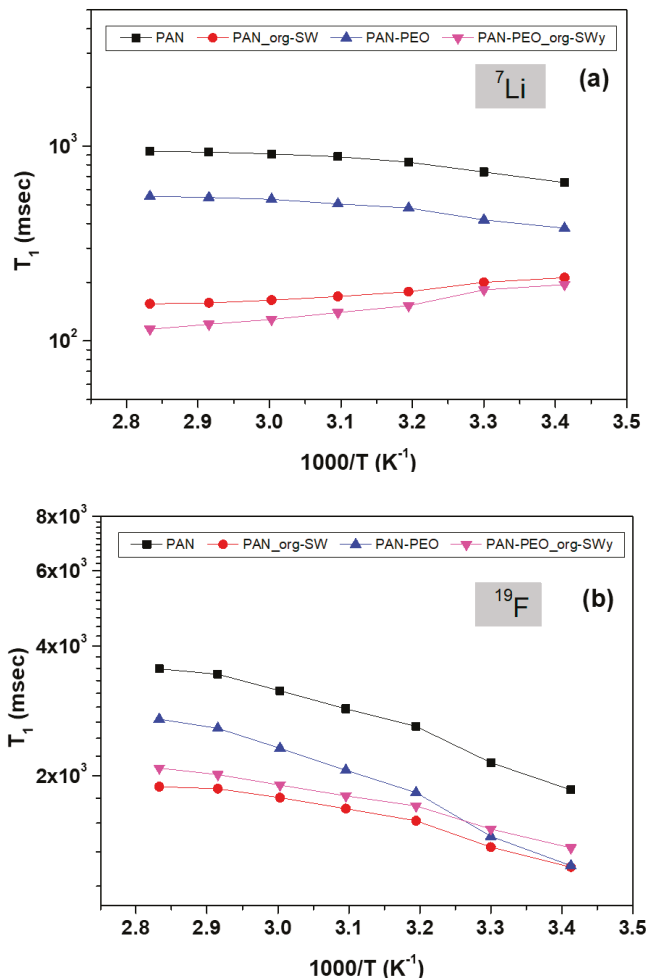 PAN PAN_org-SW PAN-PEO PAN-PEO_org-SWy
⁷Li
(a)
10³
10²
T₁ (msec)
2.8 2.9 3.0 3.1 3.2 3.3 3.4 3.5
1000/T (K⁻¹)
8x10³
PAN PAN_org-SW PAN-PEO PAN-PEO_org-SWy
6x10³
¹⁹F
(b)
4x10³
2x10³
T₁ (msec)
2.8 2.9 3.0 3.1 3.2 3.3 3.4 3.5
1000/T (K⁻¹)